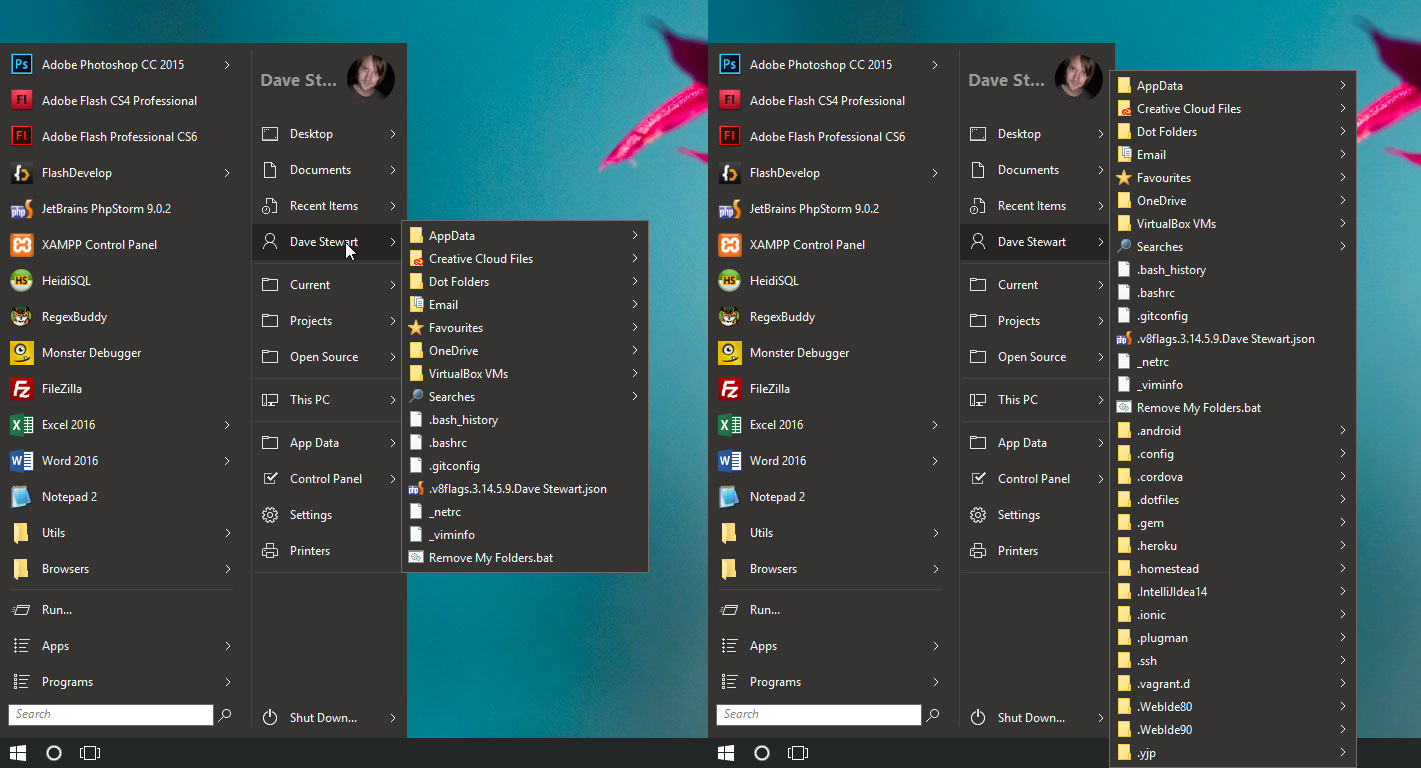 Adobe Photoshop CC 2015
Adobe Flash CS4 Professional
Adobe Flash Professional CS6
FlashDevelop
JetBrains PhpStorm 9.0.2
XAMPP Control Panel
HeidiSQL
RegexBuddy
Monster Debugger
FileZilla
Excel 2016
Word 2016
Notepad 2
Utils
Browsers
Run...
Apps
Programs
Search
Dave St...
Desktop
Documents
Recent Items
Dave Stewart
Current
Projects
Open Source
This PC
App Data
Control Panel
Settings
Printers
Shut Down...
AppData
Creative Cloud Files
Dot Folders
Email
Favourites
OneDrive
VirtualBox VMs
Searches
.bash_history
.bashrc
.gitconfig
.v8flags.3.14.5.9.Dave Stewart.json
_netrc
_viminfo
Remove My Folders.bat
Adobe Photoshop CC 2015
Adobe Flash CS4 Professional
Adobe Flash Professional CS6
FlashDevelop
JetBrains PhpStorm 9.0.2
XAMPP Control Panel
HeidiSQL
RegexBuddy
Monster Debugger
FileZilla
Excel 2016
Word 2016
Notepad 2
Utils
Browsers
Run...
Apps
Programs
Search
Dave St...
Desktop
Documents
Recent Items
Dave Stewart
Current
Projects
Open Source
This PC
App Data
Control Panel
Settings
Printers
Shut Down...
AppData
Creative Cloud Files
Dot Folders
Email
Favourites
OneDrive
VirtualBox VMs
Searches
.bash_history
.bashrc
.gitconfig
.v8flags.3.14.5.9.Dave Stewart.json
_netrc
_viminfo
Remove My Folders.bat
.android
.config
.cordova
.dotfiles
.gem
.heroku
.homestead
.IntelliJIdea14
.ionic
.plugman
.ssh
.vagrant.d
.WebIde80
.WebIde90
.yjp